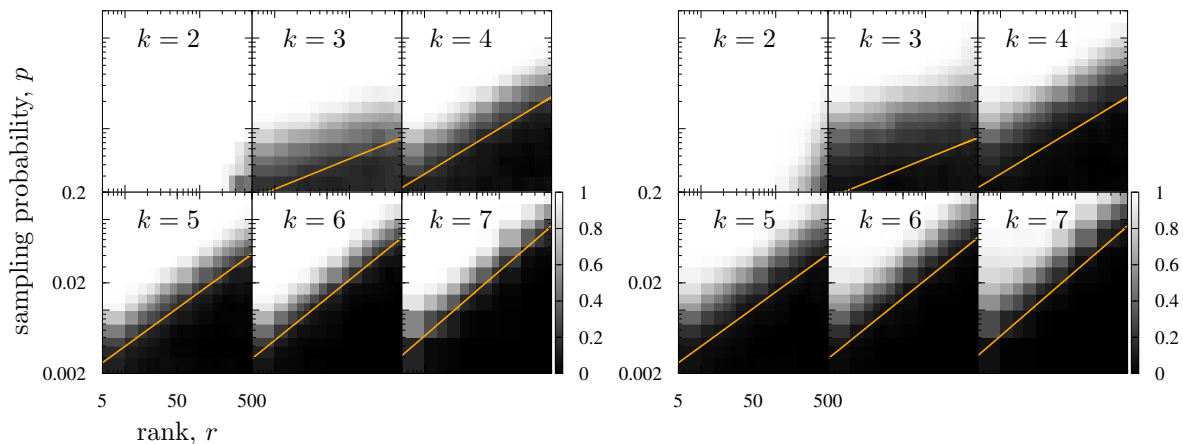 k = 2 k = 3 k = 4 k = 2 k = 3 k = 4
sampling probability, p
0.2 1 0.2 1
k = 5 k = 6 k = 7 0.8 k = 5 k = 6 k = 7 0.8
0.6 0.6
0.02 0.02
0.4 0.4
0.2 0.2
0.002 0 0.002 0
5 50 500 5 50 500
rank, r